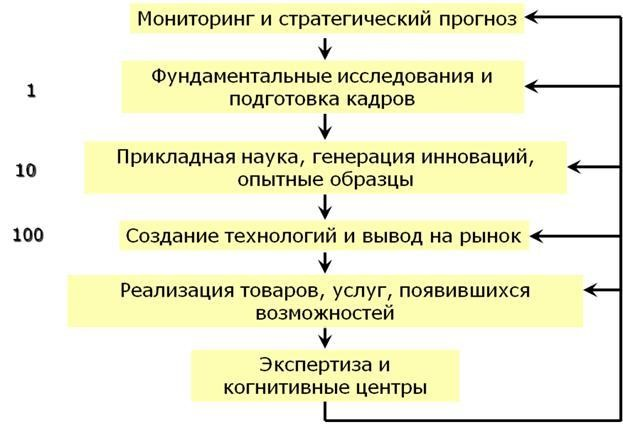 Мониторинг и стратегический прогноз
1
Фундаментальные исследования и
подготовка кадров
10
Прикладная наука, генерация инноваций,
опытные образцы
100
Создание технологий и вывод на рынок
Реализация товаров, услуг, появившихся
возможностей
Экспертиза и
когнитивные центры